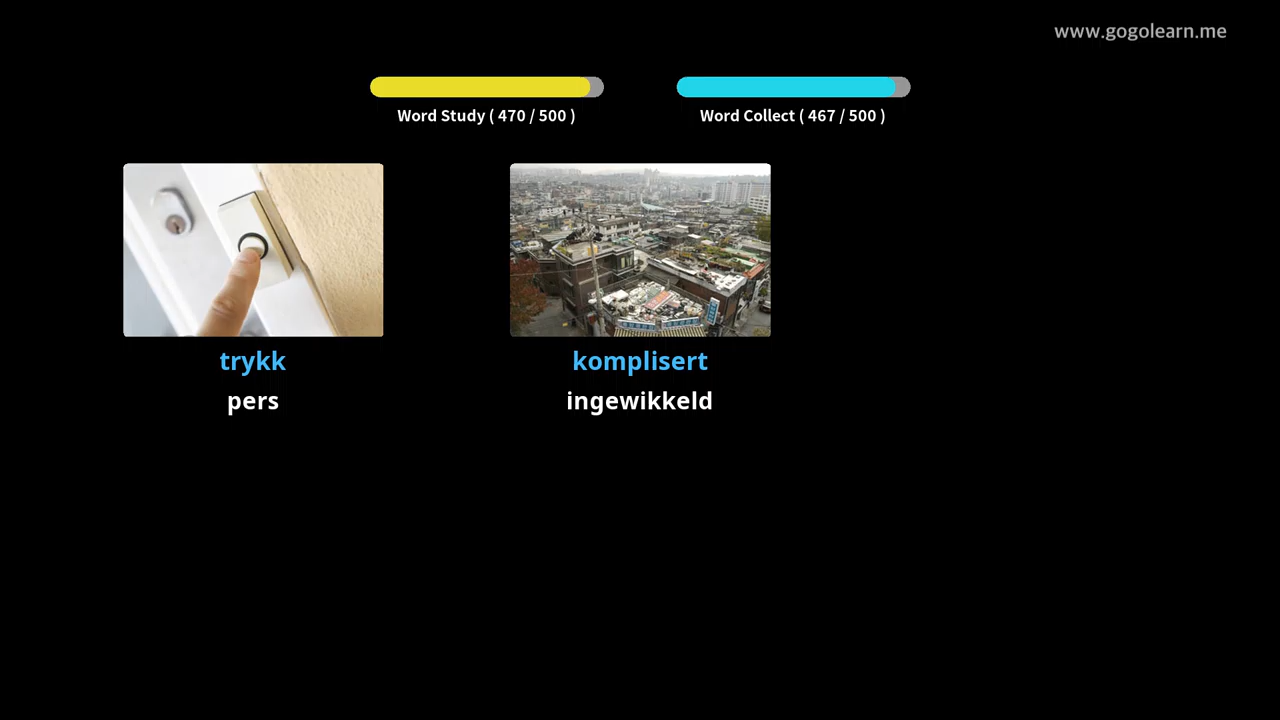 www.gogolearn.me
Word Study ( 470 / 500 )
Word Collect ( 467 / 500 )
trykk
pers
komplisert
ingewikkeld